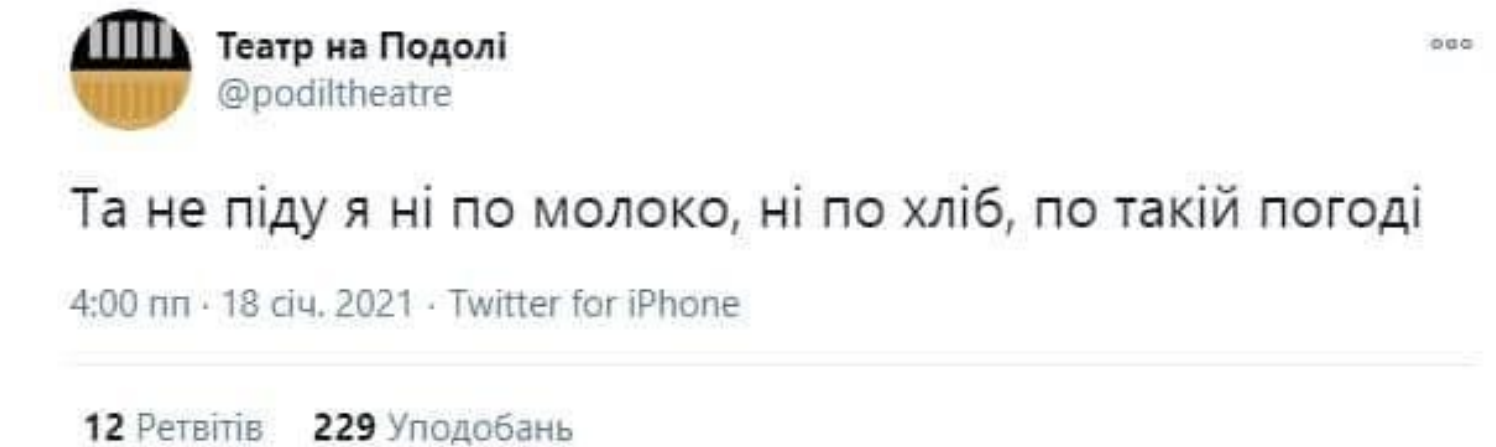 Театр на Подолі
@podiltheatre
Та не піду я ні по молоко, ні по хліб, по такій погоді
4:00 пп · 18 січ. 2021 · Twitter for iPhone
12 Ретвітів 229 Уподобань